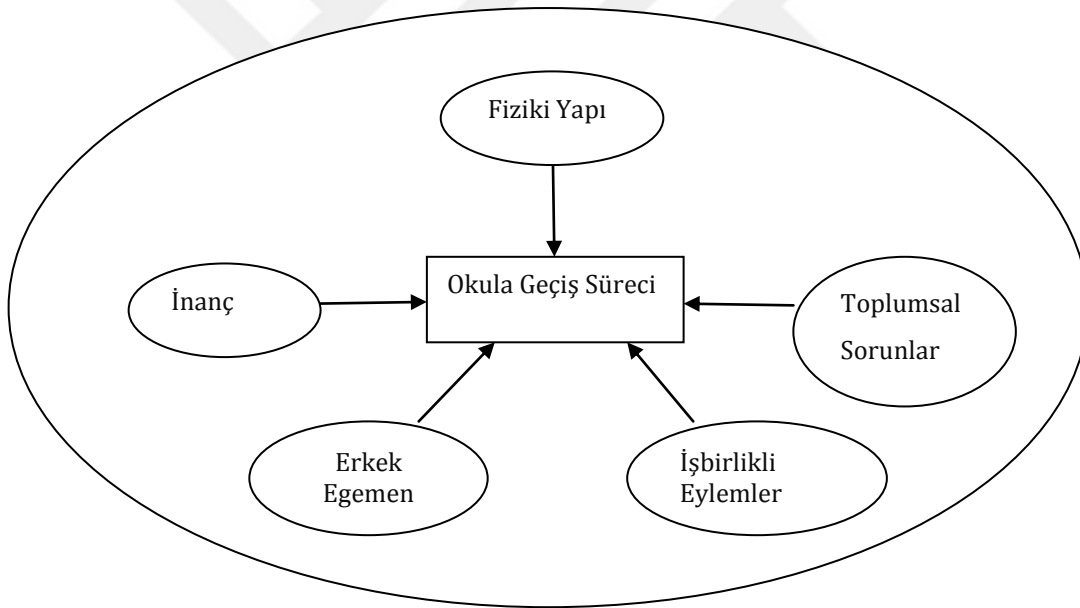 Fiziki Yapı
Okula Geçiş Süreci
İnanç
Toplumsal
Sorunlar
Erkek
Egemen
İşbirlikli
Eylemler